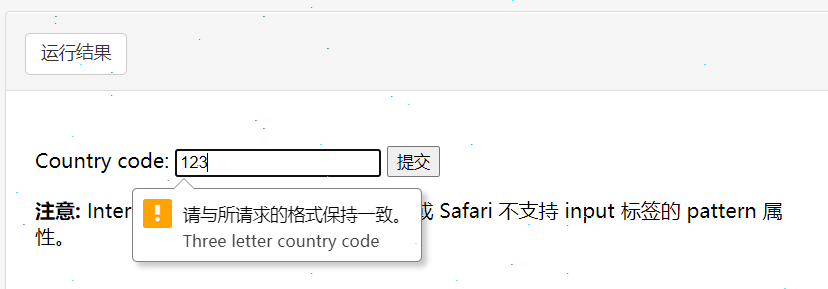 运行结果
Country code: 123 提交
请与所请求的格式保持一致。
Three letter country code
注意: Inter 或 Safari 不支持 input 标签的 pattern 属
性。